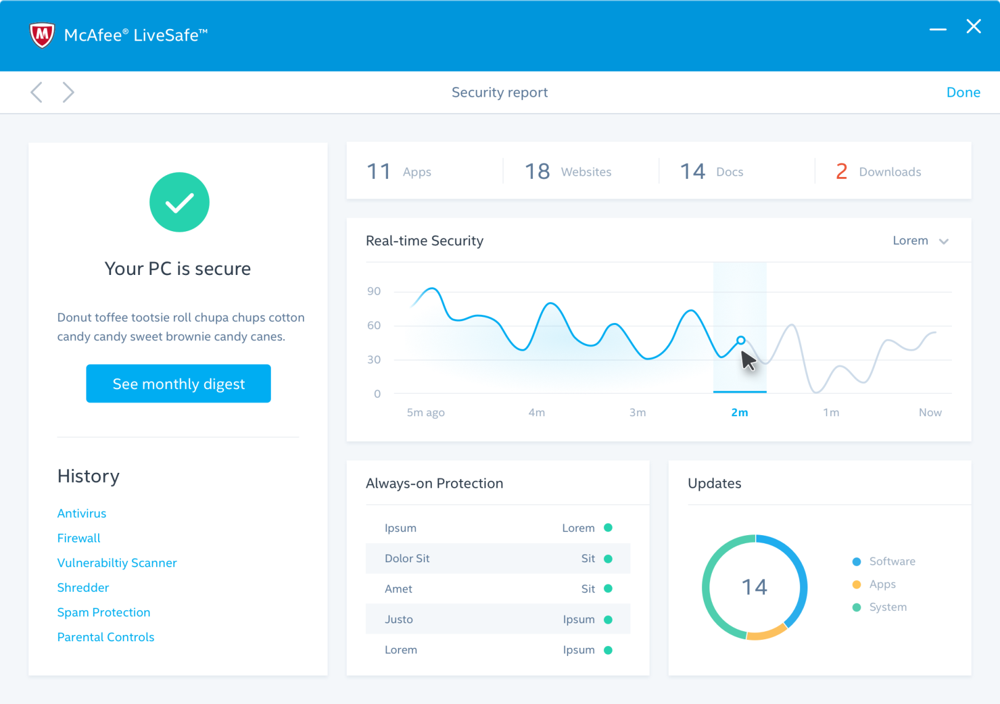 McAfee® LiveSafe™
Security report
Done
Your PC is secure
Donut toffee tootsie roll chupa chups cotton
candy candy sweet brownie candy canes.
See monthly digest
History
Antivirus
Firewall
Vulnerabiltiy Scanner
Shredder
Spam Protection
Parental Controls
11 Apps
18 Websites
14 Docs
2 Downloads
Real-time Security
Lorem
90
60
30
0
5m ago 4m 3m 2m 1m Now
Always-on Protection
Ipsum Lorem
Dolor Sit Sit
Amet Sit
Justo Ipsum
Lorem Ipsum
Updates
14
Software
Apps
System